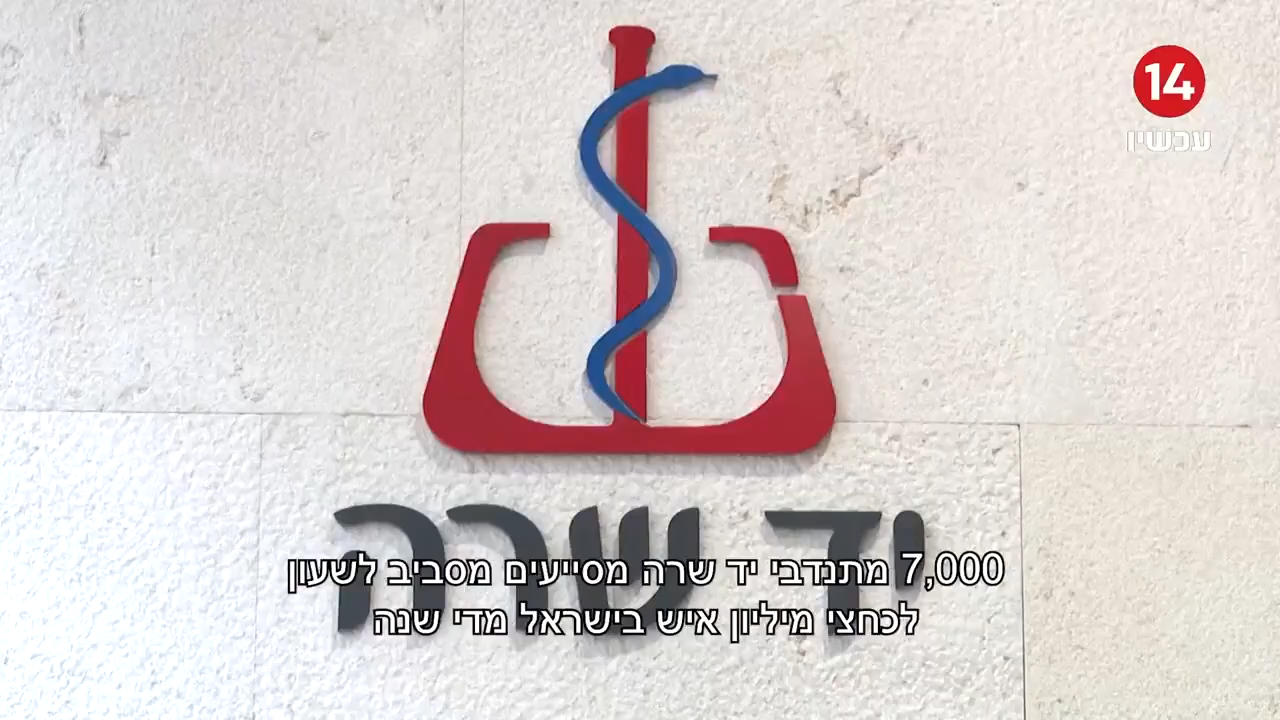 14
עכשיו
יד שרה
7,000 מתנדבי יד שרה מסייעים מסביב לשעון
לכחצי מיליון איש בישראל מדי שנה